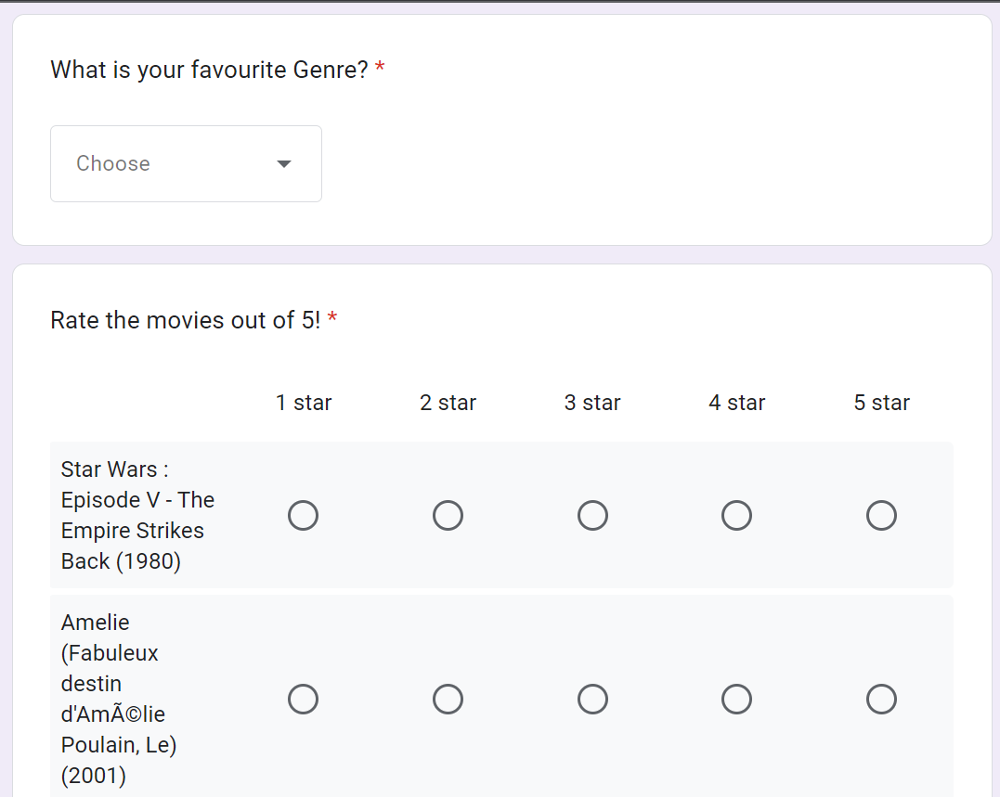 What is your favourite Genre? *
Choose
Rate the movies out of 5! *
1 star 2 star 3 star 4 star 5 star
Star Wars :
Episode V - The
Empire Strikes
Back (1980)
Amelie
(Fabuleux
destin
d'AmÃ©lie
Poulain, Le)
(2001)